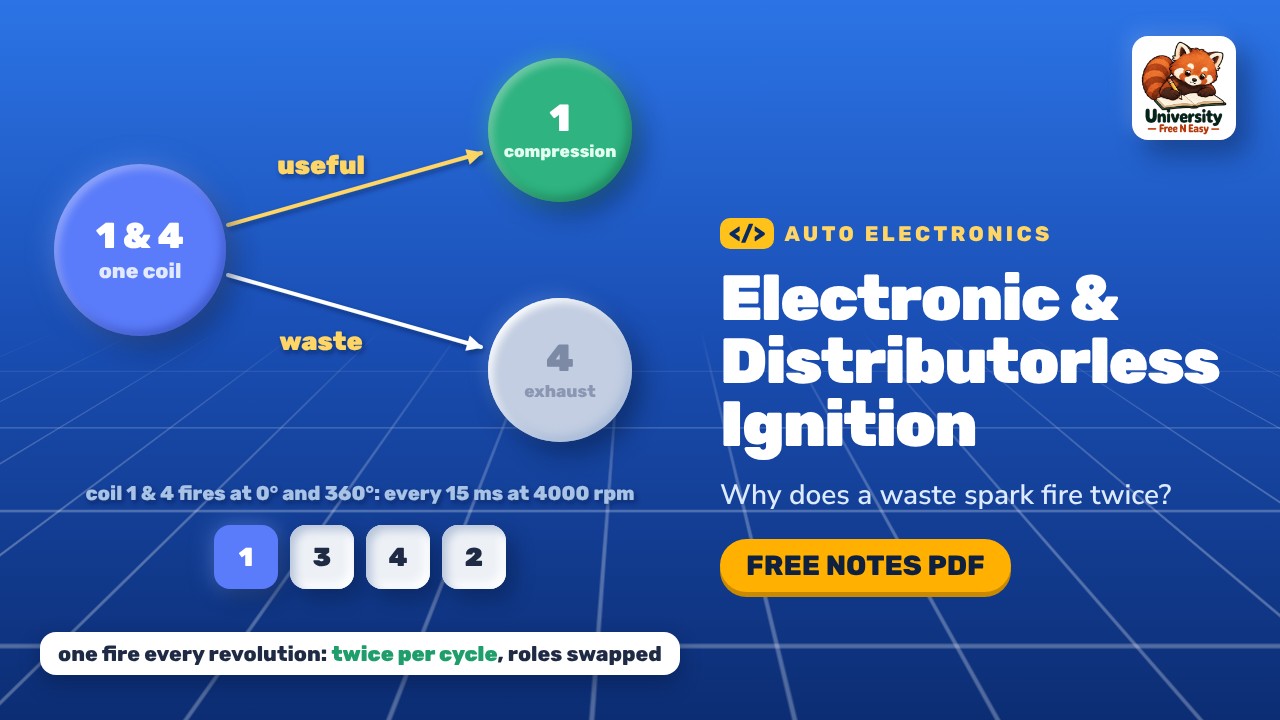 1 & 4
one coil
useful
waste
1
compression
4
exhaust
coil 1 & 4 fires at 0° and 360°: every 15 ms at 4000 rpm
1 3 4 2
one fire every revolution: twice per cycle, roles swapped
University
Free N Easy
</> AUTO ELECTRONICS
Electronic &
Distributorless
Ignition
Why does a waste spark fire twice?
FREE NOTES PDF